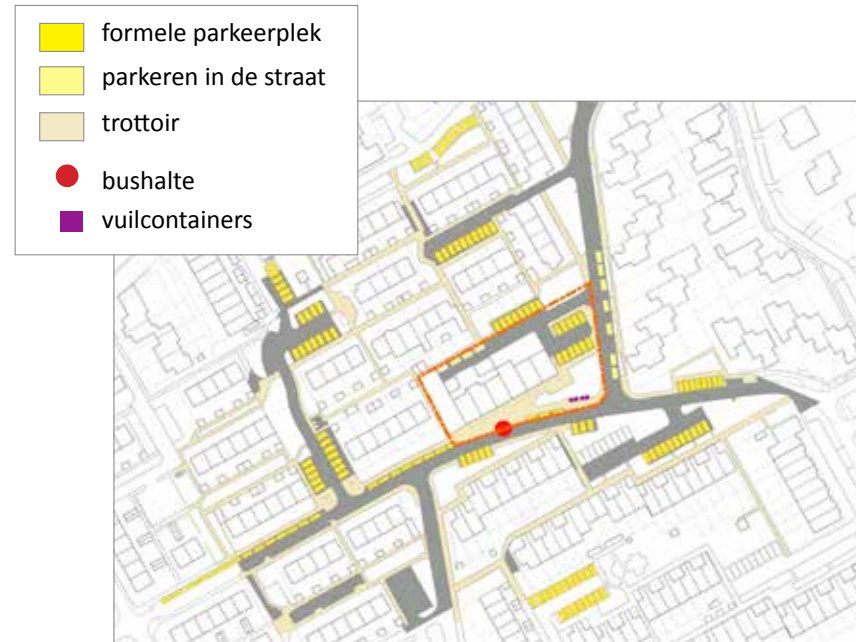 formele parkeerplek
parkeren in de straat
trottoir
bushalte
vuilcontainers